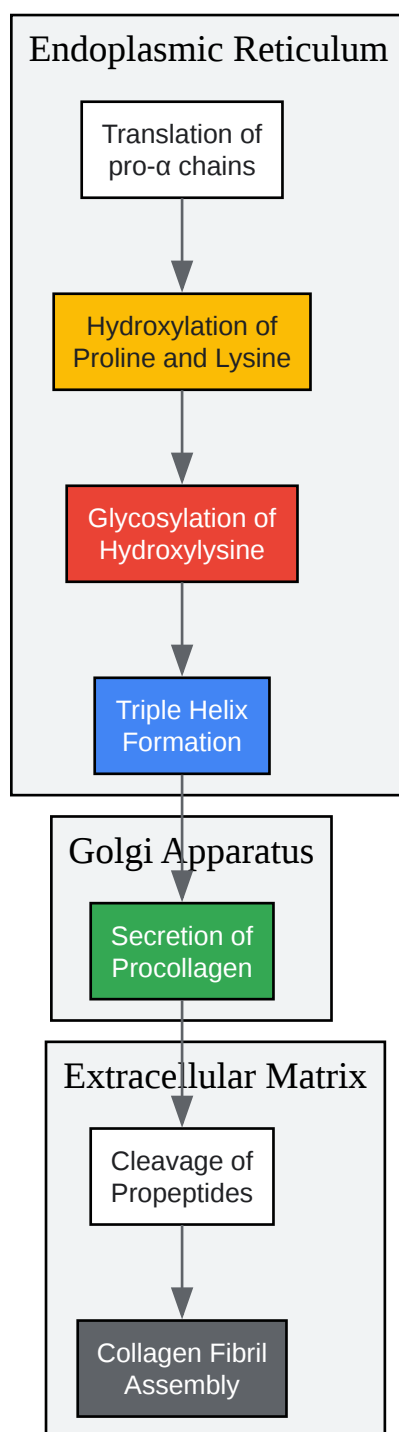 Endoplasmic Reticulum
Translation of
pro-α chains
Hydroxylation of
Proline and Lysine
Glycosylation of
Hydroxylysine
Triple Helix
Formation
Golgi Apparatus
Secretion of
Procollagen
Extracellular Matrix
Cleavage of
Propeptides
Collagen Fibril
Assembly